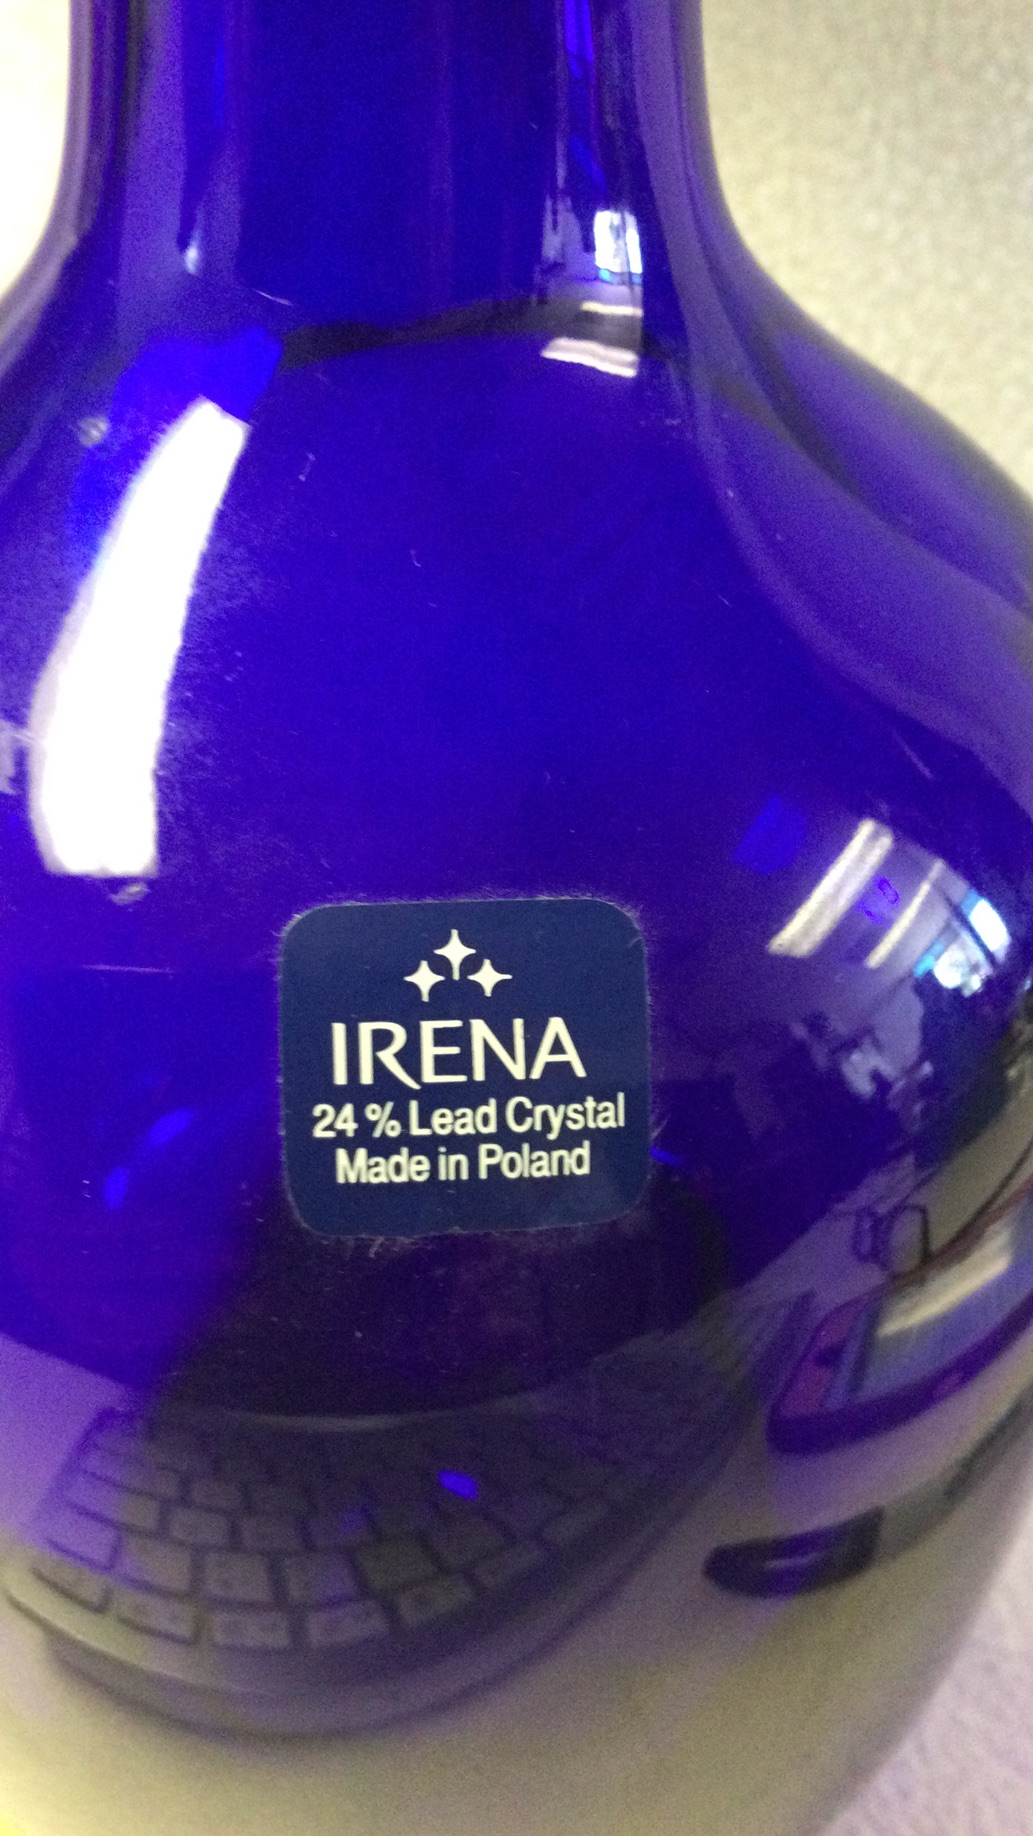 IRENA
24 % Lead Crystal
Made in Poland